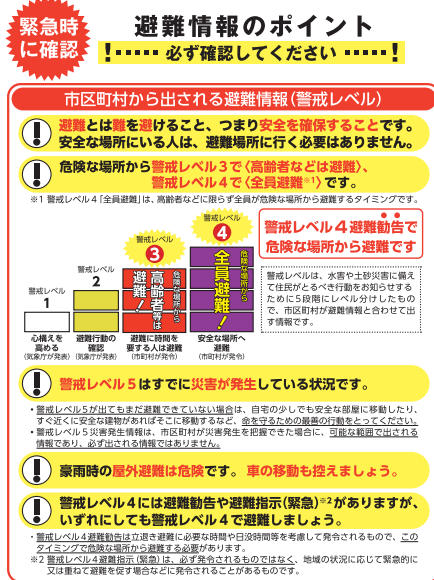 緊急時
に確認
避難情報のポイント
!・・・・・ 必ず確認してください ・・・・・!
市区町村から出される避難情報（警戒レベル）
避難とは難を避けること、つまり安全を確保することです。
安全な場所にいる人は、避難場所に行く必要はありません。
危険な場所から警戒レベル3で〈高齢者などは避難〉、
警戒レベル4で〈全員避難※1〉です。
※1 警戒レベル4「全員避難」は、高齢者などに限らず全員が危険な場所から避難するタイミングです。
警戒レベル
1
心構えを
高める
(気象庁が発表)
警戒レベル
2
避難行動の
確認
(気象庁が発表)
警戒レベル
3
危険な場所から
高齢者等は
避難！
避難に時間を
要する人は避難
(市町村が発令)
警戒レベル
4
危険な場所から
全員避難！
安全な場所へ
避難
(市町村が発令)
警戒レベル4避難勧告で
危険な場所から避難です
警戒レベルは、水害や土砂災害に備え
て住民がとるべき行動をお知らせする
ために5段階にレベル分けしたもの
で、市区町村が避難情報と合わせて出
す情報です。
警戒レベル5はすでに災害が発生している状況です。
・警戒レベル5が出てもまだ避難できていない場合は、自宅の少しでも安全な部屋に移動したり、
すぐ近くに安全な建物があればそこに移動するなど、命を守るための最善の行動をとってください。
・警戒レベル5災害発生情報は、市区町村が災害発生を把握できた場合に、可能な範囲で出される
情報であり、必ず出される情報ではありません。
豪雨時の屋外避難は危険です。車の移動も控えましょう。
警戒レベル4には避難勧告や避難指示(緊急)※2がありますが、
いずれにしても警戒レベル4で避難しましょう。
・警戒レベル4避難勧告は立退き避難に必要な時間や日没時間等を考慮して発令されるもので、この
タイミングで危険な場所から避難する必要があります。
※2 警戒レベル4避難指示(緊急)は、必ず発令されるものではなく、地域の状況に応じて緊急的に
又は重ねて避難を促す場合などに発令されることがあるものです。